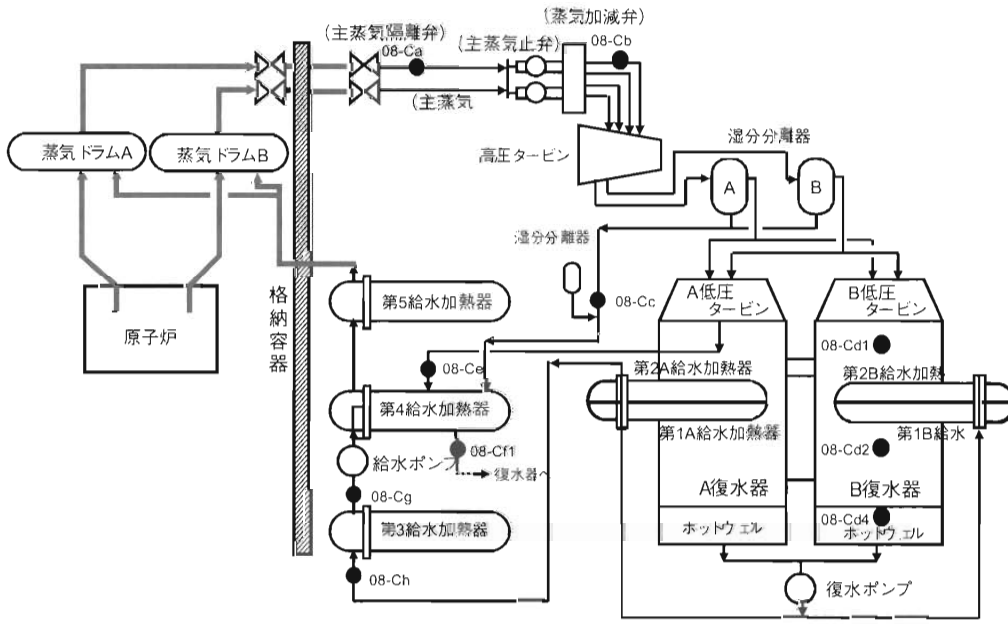 (蒸気加減弁)
(主蒸気隔離弁)
(主蒸気止弁)
08-Ca
08-Cb
(主蒸気
蒸気ドラムA
蒸気ドラムB
高圧タービン
湿分分離器
A
B
湿分分離器
08-Cc
格納容器
原子炉
第5給水加熱器
A低圧
タービン
B低圧
タービン
08-Cd1
08-Ce
第2A給水加熱器
第2B給水加熱
第4給水加熱器
第1A給水加熱器
第1B給水
08-Cf1
08-Cd2
給水ポンプ
復水器へ
08-Cg
A復水器
B復水器
08-Cd4
第3給水加熱器
ホットウェル
ホットウェル
08-Ch
復水ポンプ